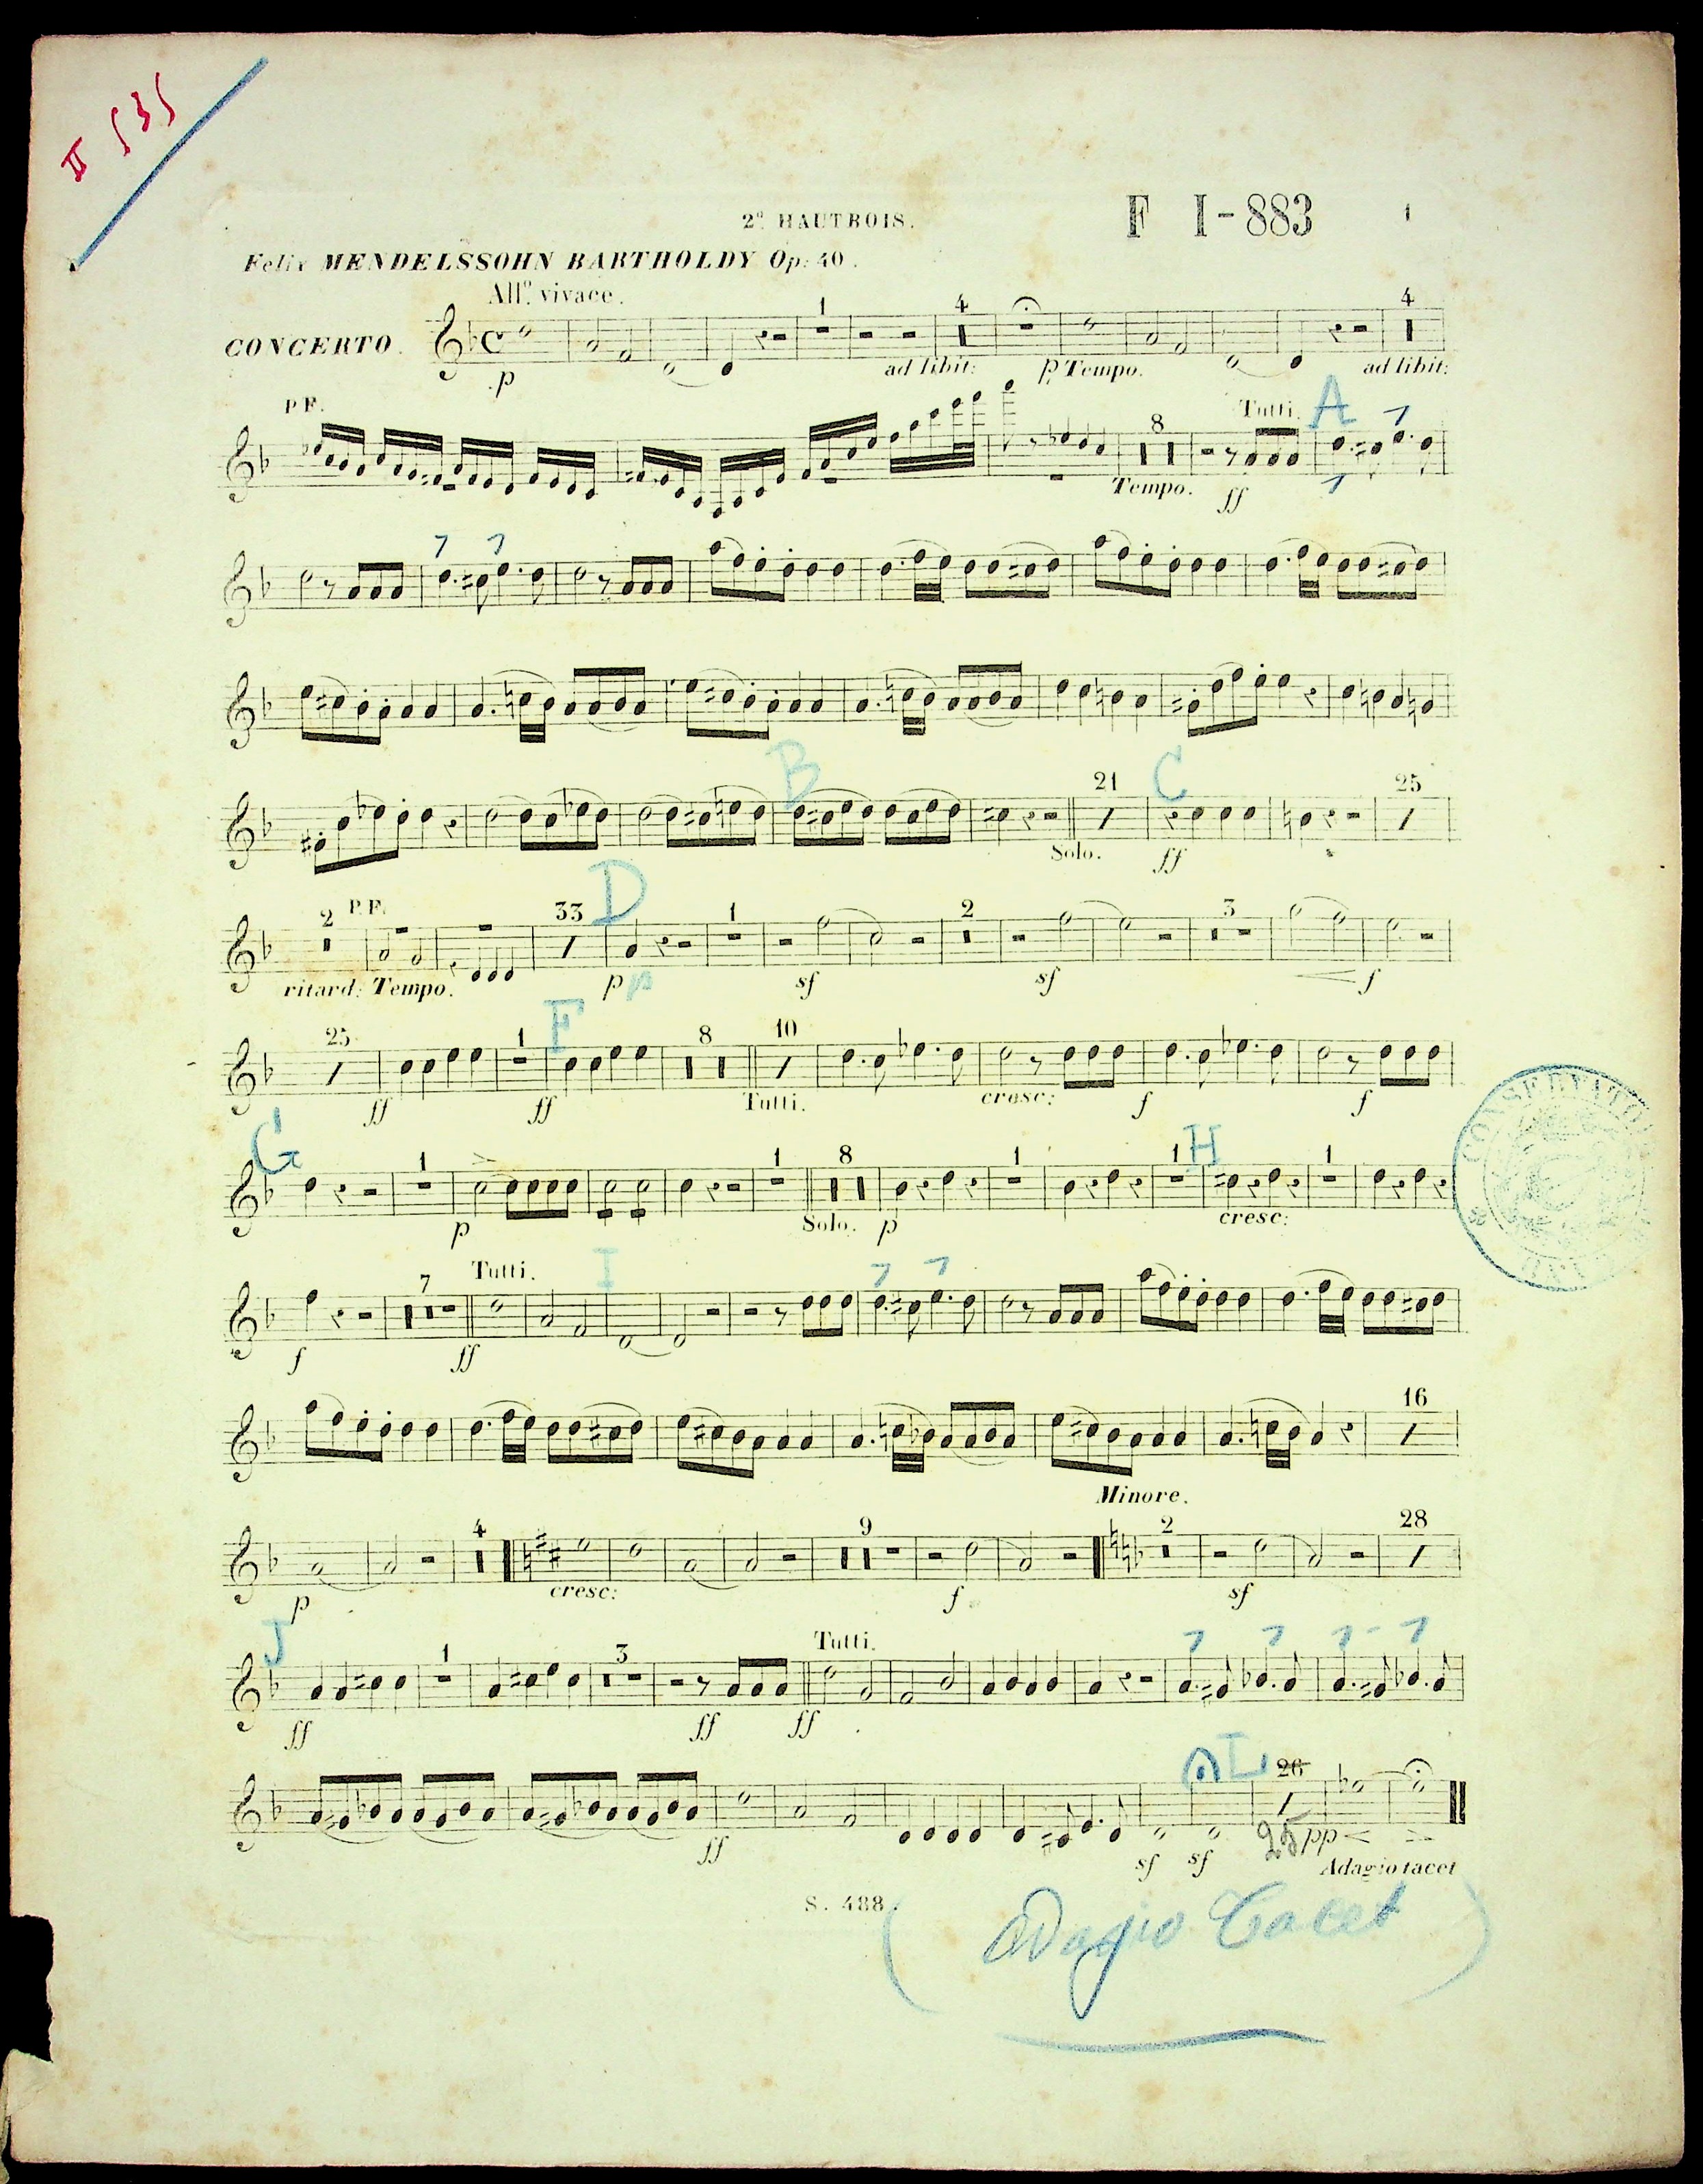 II 535
2º. HAUTBOIS.
F I-883
1
Felix MENDELSSOHN BARTHOLDY Op: 40.
Allº. vivace.
CONCERTO.
1 4 4
p ad libit: p Tempo. ad libit:
P F. 8 Tutti. A
Tempo. ff
B C
21 25
Solo. ff
D
2 P.F. 33 1 2 3
ritard: Tempo. p p sf sf f
F
25 1 8 10
ff ff Tutti. cresc: f f
G H
1 1 8 1 1 1
p Solo. p cresc:
7 Tutti. I
f ff
16
Minore.
4 9 2 28
p cresc: f sf
J
1 3 Tutti.
ff ff ff
L 26
ff sf sf 25 pp
Adagio tacet
S. 488.
(Adagio Tacet)